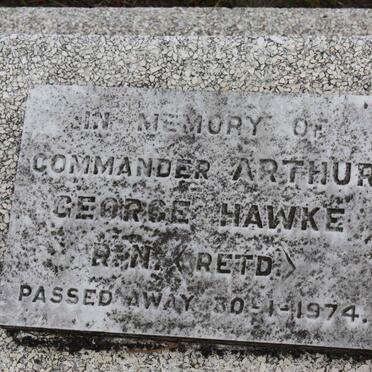 IN MEMORY OF
COMMANDER ARTHUR
GEORGE HAWKE
R.P.N. (RETD.)
PASSED AWAY 30-1-1974.